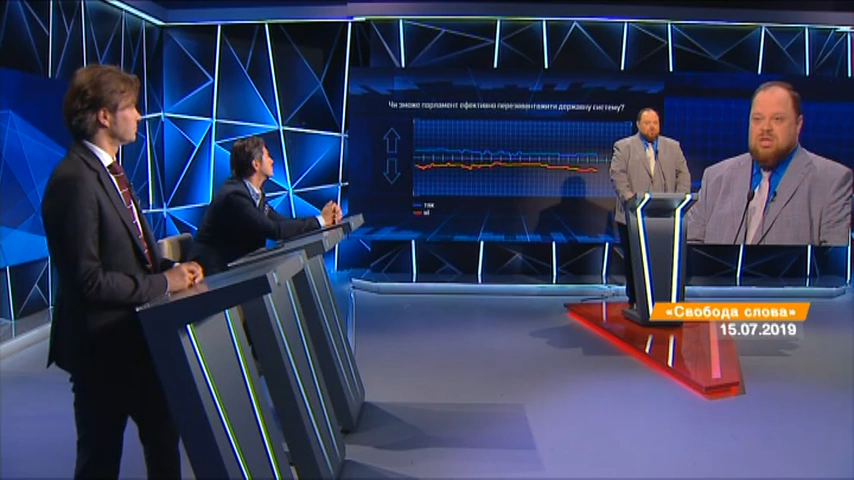 Чи зможе парламент ефективно перезавантажити державну систему?
так
ні
«Свобода слова»
15.07.2019